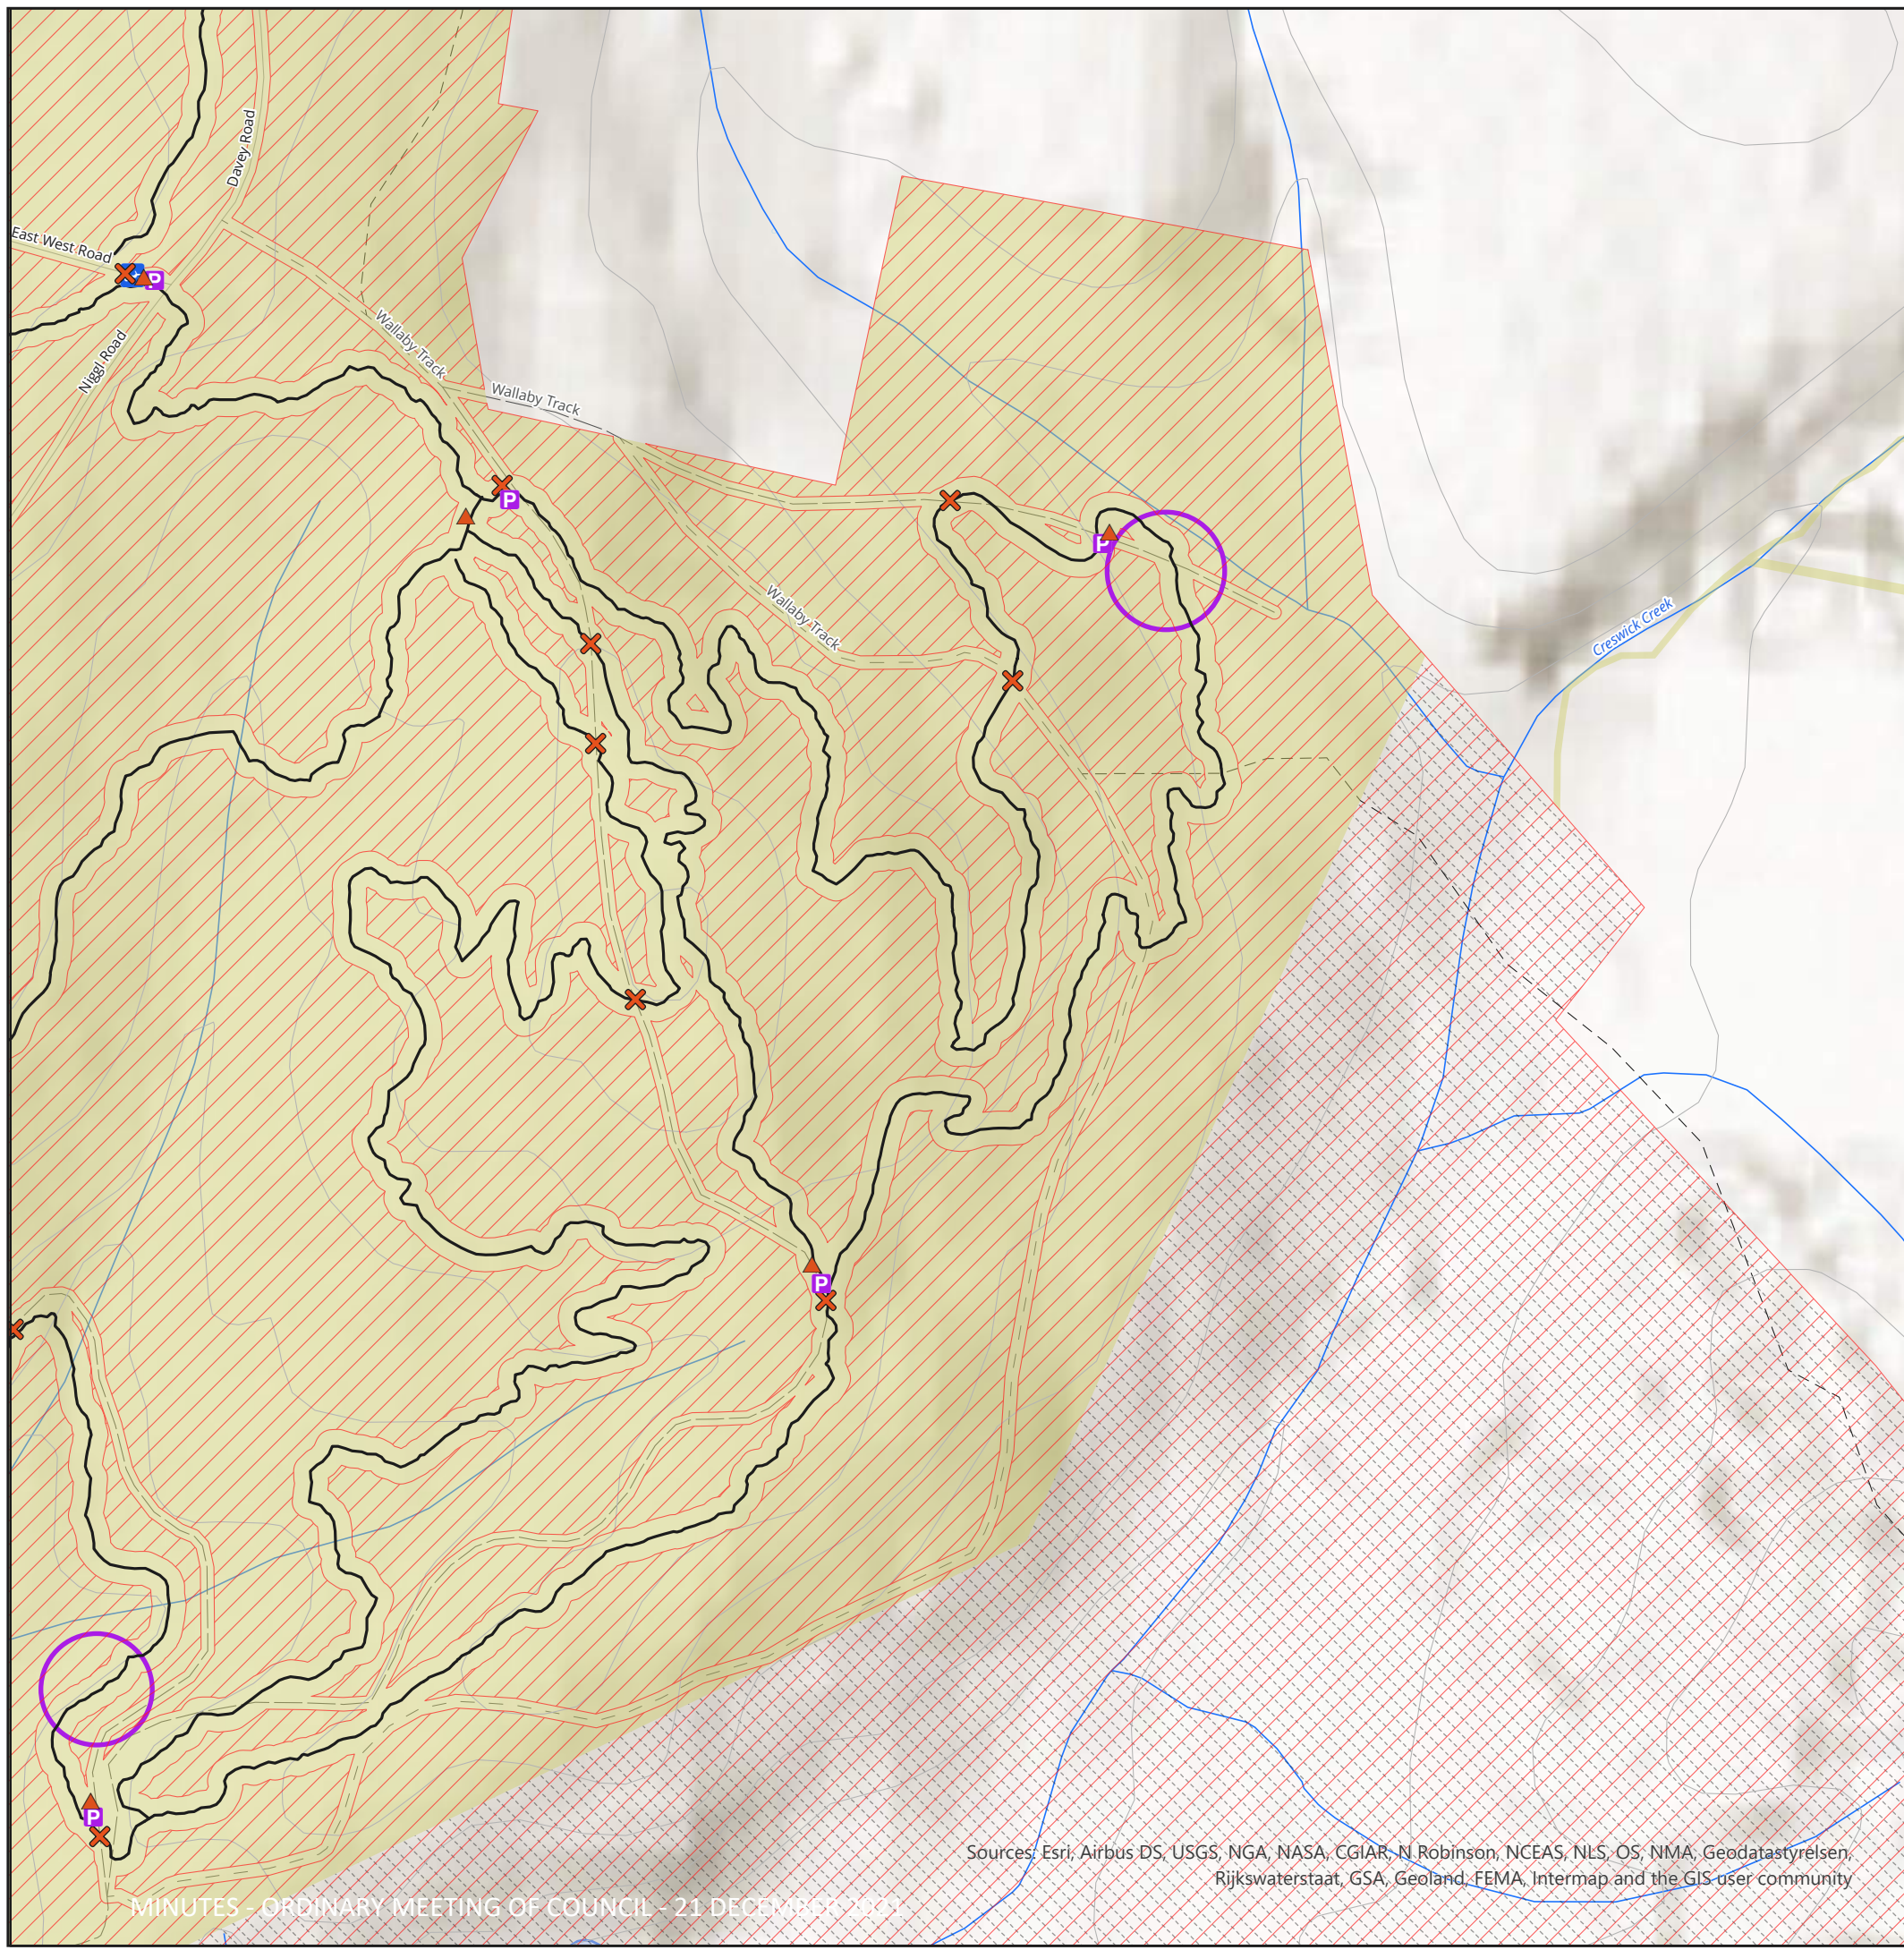 Davey Road
East West Road
P
Niggl Road
Wallaby Track
Wallaby Track
P
P
Wallaby Track
Creswick Creek
P
P
Sources: Esri, Airbus DS, USGS, NGA, NASA, CGIAR, N Robinson, NCEAS, NLS, OS, NMA, Geodatastyrelsen,
Rijkswaterstaat, GSA, Geoland, FEMA, Intermap and the GIS user community
MINUTES - ORDINARY MEETING OF COUNCIL - 21 DECEMBER 2021